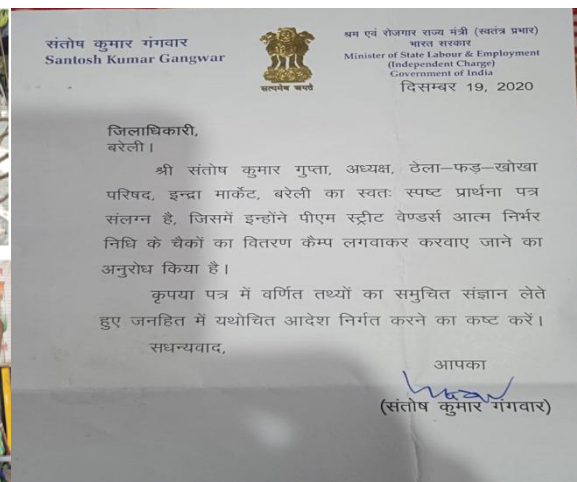 संतोष कुमार गंगवार
Santosh Kumar Gangwar
सत्यमेव जयते
श्रम एवं रोजगार राज्य मंत्री (स्वतंत्र प्रभार)
भारत सरकार
Minister of State Labour & Employment
(Independent Charge)
Government of India
दिसम्बर 19, 2020
जिलाधिकारी,
बरेली।
श्री संतोष कुमार गुप्ता, अध्यक्ष, ठेला–फड़–खोखा
परिषद, इन्द्रा मार्केट, बरेली का स्वतः स्पष्ट प्रार्थना पत्र
संलग्न है, जिसमें इन्होंने पीएम स्ट्रीट वेण्डर्स आत्म निर्भर
निधि के चैकों का वितरण कैम्प लगवाकर करवाए जाने का
अनुरोध किया है।
कृपया पत्र में वर्णित तथ्यों का समुचित संज्ञान लेते
हुए जनहित में यथोचित आदेश निर्गत करने का कष्ट करें।
सधन्यवाद,
आपका
(संतोष कुमार गंगवार)